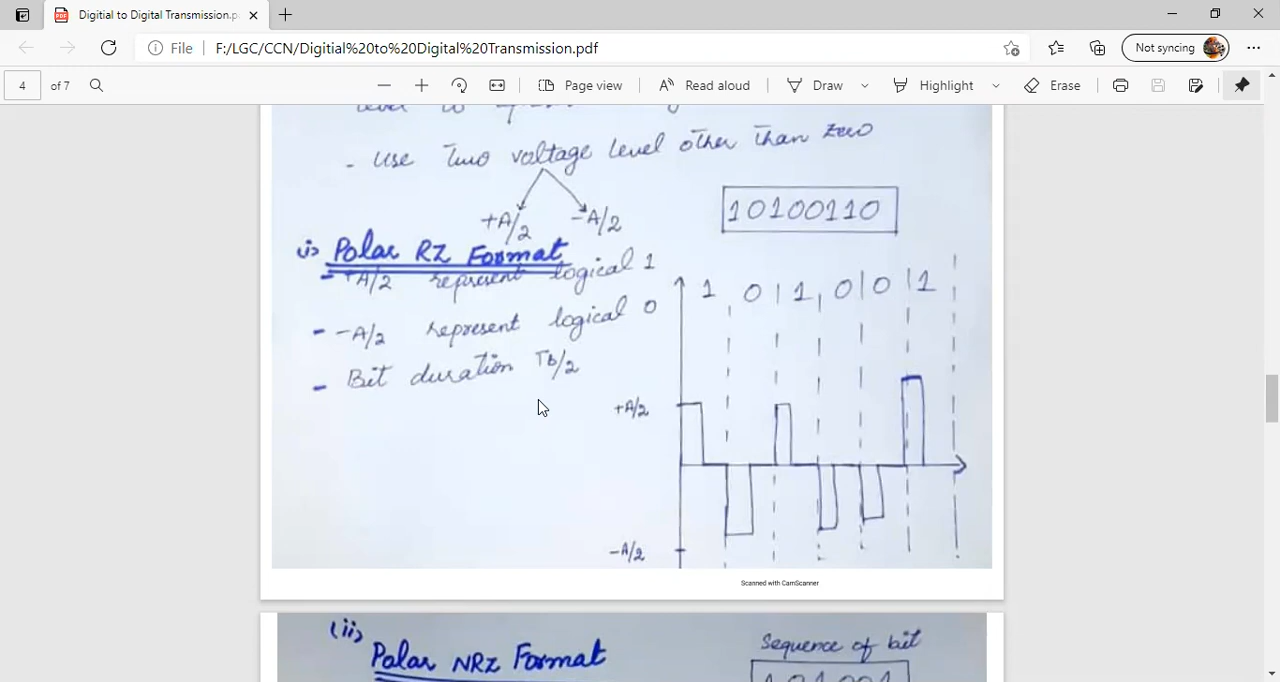 Digitial to Digital Transmission.p
File
F:/LGC/CCN/Digitial%20to%20Digital%20Transmission.pdf
Not syncing
4 of 7
Page view
Read aloud
Draw
Highlight
Erase
- Use Two voltage level other than zero
+A/2 -A/2
10100110
(i) Polar RZ Format
- +A/2 represent logical 1
- -A/2 represent logical 0
- Bit duration Tb/2
1 0 1 0 0 1
+A/2
-A/2
Scanned with CamScanner
(ii) Polar NRZ Format
Sequence of bit
101001